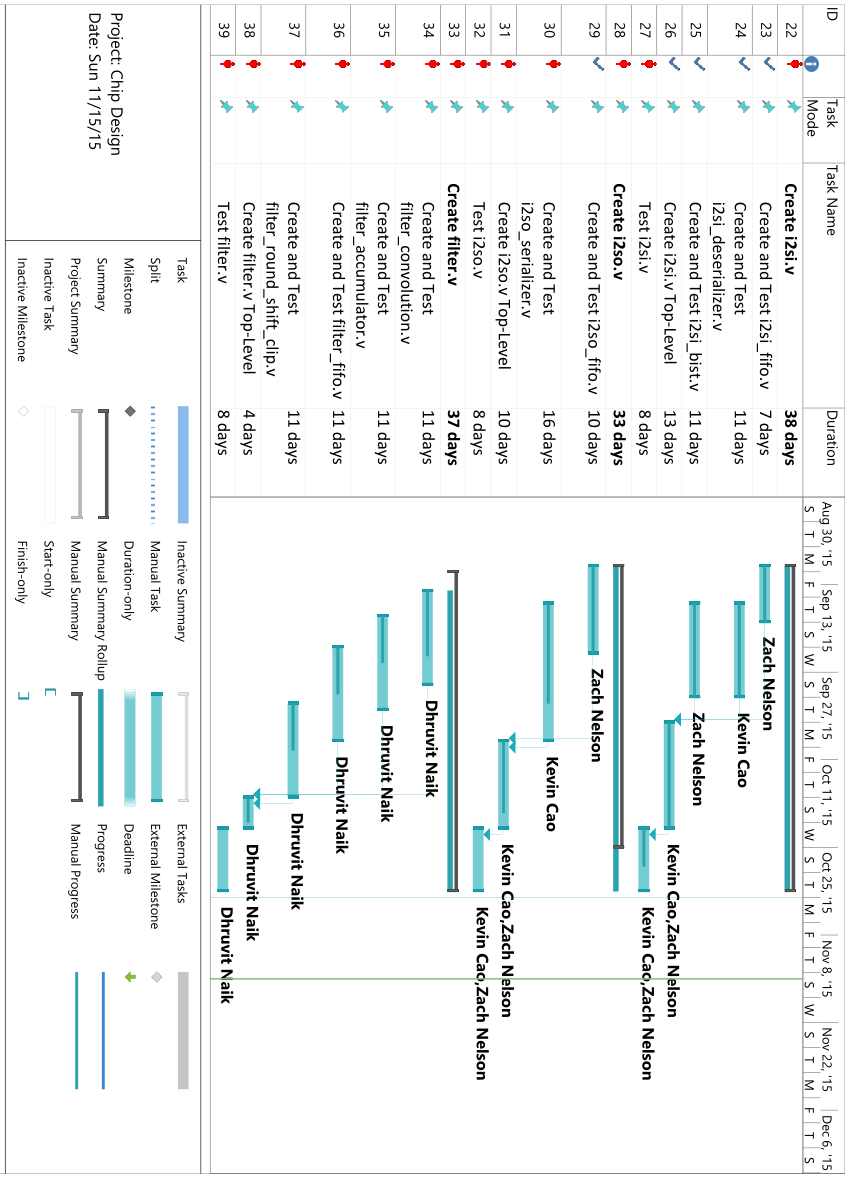 ID Task Mode Task Name Duration
Aug 30, '15 Sep 13, '15 Sep 27, '15 Oct 11, '15 Oct 25, '15 Nov 8, '15 Nov 22, '15 Dec 6, '15
S T M F T S W S T M F T S W S T M F T S W S T M F T S
22 Create i2si.v 38 days
23 Create and Test i2si_fifo.v 7 days Zach Nelson
24 Create and Test
i2si_deserializer.v 11 days Kevin Cao
25 Create and Test i2si_bist.v 11 days Zach Nelson
26 Create i2si.v Top-Level 13 days Kevin Cao,Zach Nelson
27 Test i2si.v 8 days Kevin Cao,Zach Nelson
28 Create i2so.v 33 days
29 Create and Test i2so_fifo.v 10 days Zach Nelson
30 Create and Test
i2so_serializer.v 16 days Kevin Cao
31 Create i2so.v Top-Level 10 days Kevin Cao,Zach Nelson
32 Test i2so.v 8 days Kevin Cao,Zach Nelson
33 Create filter.v 37 days
34 Create and Test
filter_convolution.v 11 days Dhruvit Naik
35 Create and Test
filter_accumulator.v 11 days Dhruvit Naik
36 Create and Test filter_fifo.v 11 days Dhruvit Naik
37 Create and Test
filter_round_shift_clip.v 11 days Dhruvit Naik
38 Create filter.v Top-Level 4 days Dhruvit Naik
39 Test filter.v 8 days Dhruvit Naik
Project: Chip Design
Date: Sun 11/15/15
Task
Split
Milestone
Summary
Project Summary
Inactive Task
Inactive Milestone
Inactive Summary
Manual Task
Duration-only
Manual Summary Rollup
Manual Summary
Start-only
Finish-only
External Tasks
External Milestone
Deadline
Progress
Manual Progress